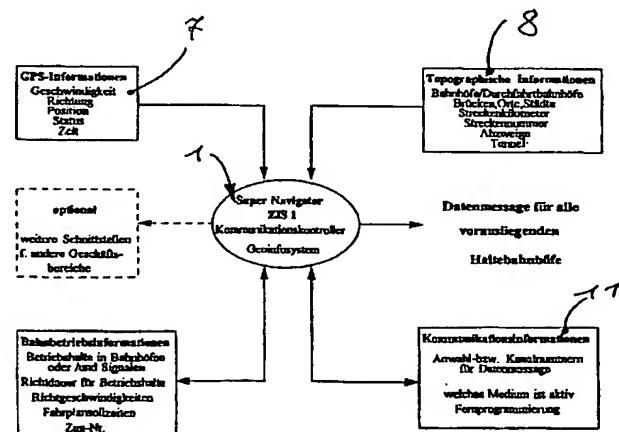 7
8
GPS-Informationen
Geschwindigkeit
Richtung
Position
Status
Zeit
Topographische Informationen
Bahnhöfe/Durchfahrtbahnhöfe
Brücken, Orte, Städte
Streckenkilometer
Streckennummer
Abzweign
Tunnel
1
Super Navigator
ZIS 1
Kommunikationskontroller
Geoinfosystem
optional
weitere Schnittstellen
f. andere Geschäfts-
bereiche
Datenmessage für alle
vorausliegenden
Haltebahnhöfe
11
Bahnbetriebsinformationen
Betriebshalte in Bahnhöfen
oder Signalen
Richtdauer für Betriebshalte
Richtgeschwindigkeiten
Fahrplansollzeiten
Zug-Nr.
Kommunikationsinformationen
Anwahl-bzw. Kanalnummern
für Datenmessage
welches Medium ist aktiv
Fernprogrammierung